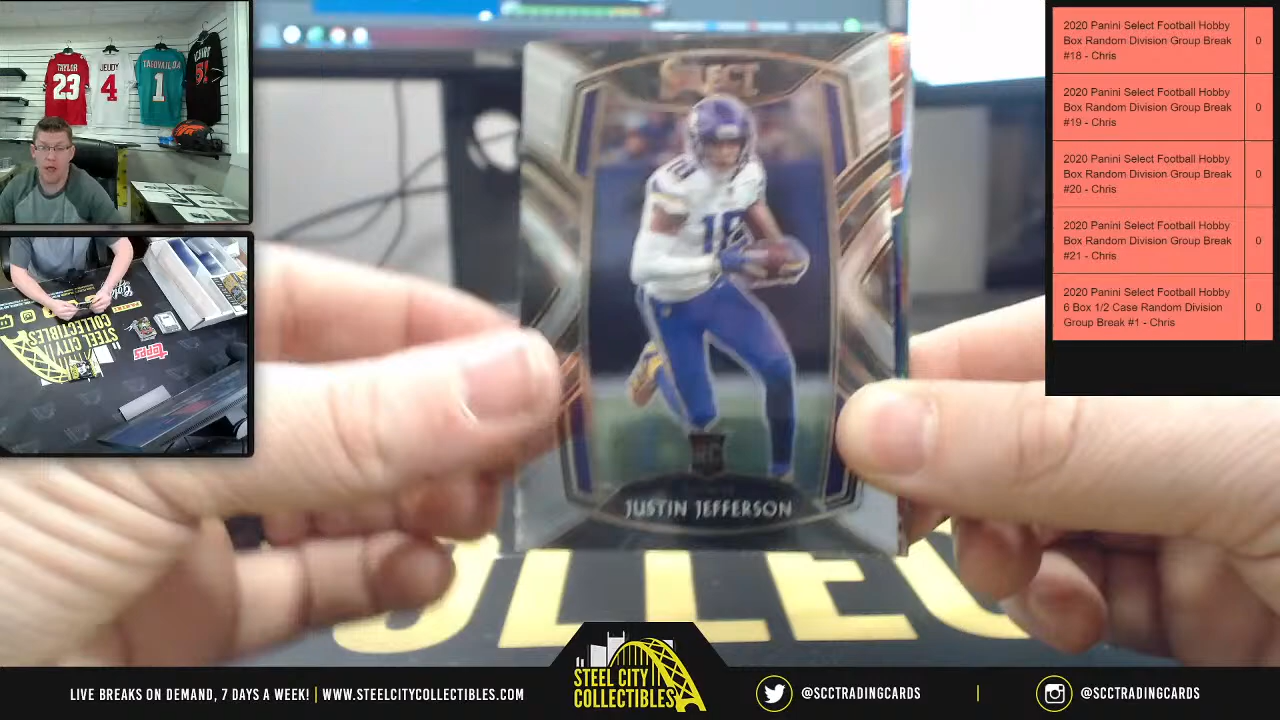 TAYLOR
23
JEUDY
4
TAGOVAILOA
1
51
STEEL CITY
COLLECTIBLES
topps
SELECT
18
RC
JUSTIN JEFFERSON
COLLEC
2020 Panini Select Football Hobby
Box Random Division Group Break
#18 - Chris
0
2020 Panini Select Football Hobby
Box Random Division Group Break
#19 - Chris
0
2020 Panini Select Football Hobby
Box Random Division Group Break
#20 - Chris
0
2020 Panini Select Football Hobby
Box Random Division Group Break
#21 - Chris
0
2020 Panini Select Football Hobby
6 Box 1/2 Case Random Division
Group Break #1 - Chris
0
LIVE BREAKS ON DEMAND, 7 DAYS A WEEK! | WWW.STEELCITYCOLLECTIBLES.COM
STEEL CITY
COLLECTIBLES
@SCCTRADINGCARDS
@SCCTRADINGCARDS